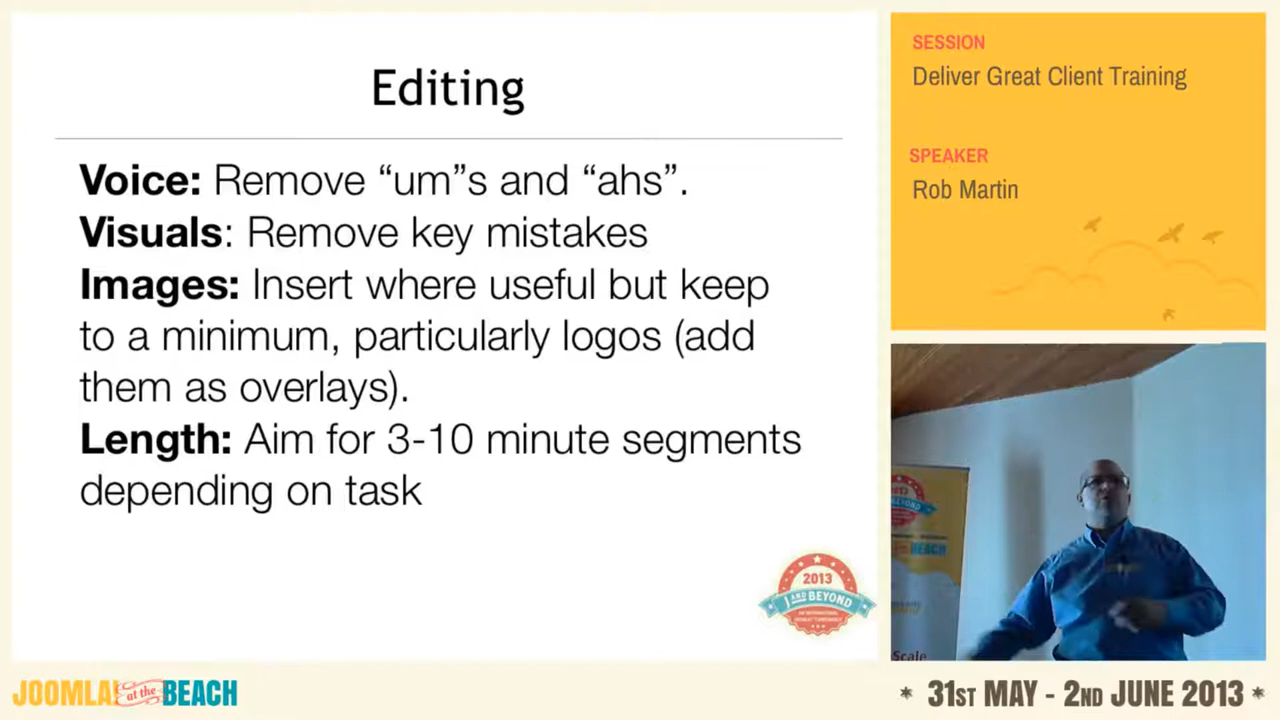 Editing
Voice: Remove “um”s and “ahs”.
Visuals: Remove key mistakes
Images: Insert where useful but keep
to a minimum, particularly logos (add
them as overlays).
Length: Aim for 3-10 minute segments
depending on task
2013
J AND BEYOND
SESSION
Deliver Great Client Training
SPEAKER
Rob Martin
BEACH
Scale
JOOMLA! at the BEACH
* 31ST MAY - 2ND JUNE 2013 *